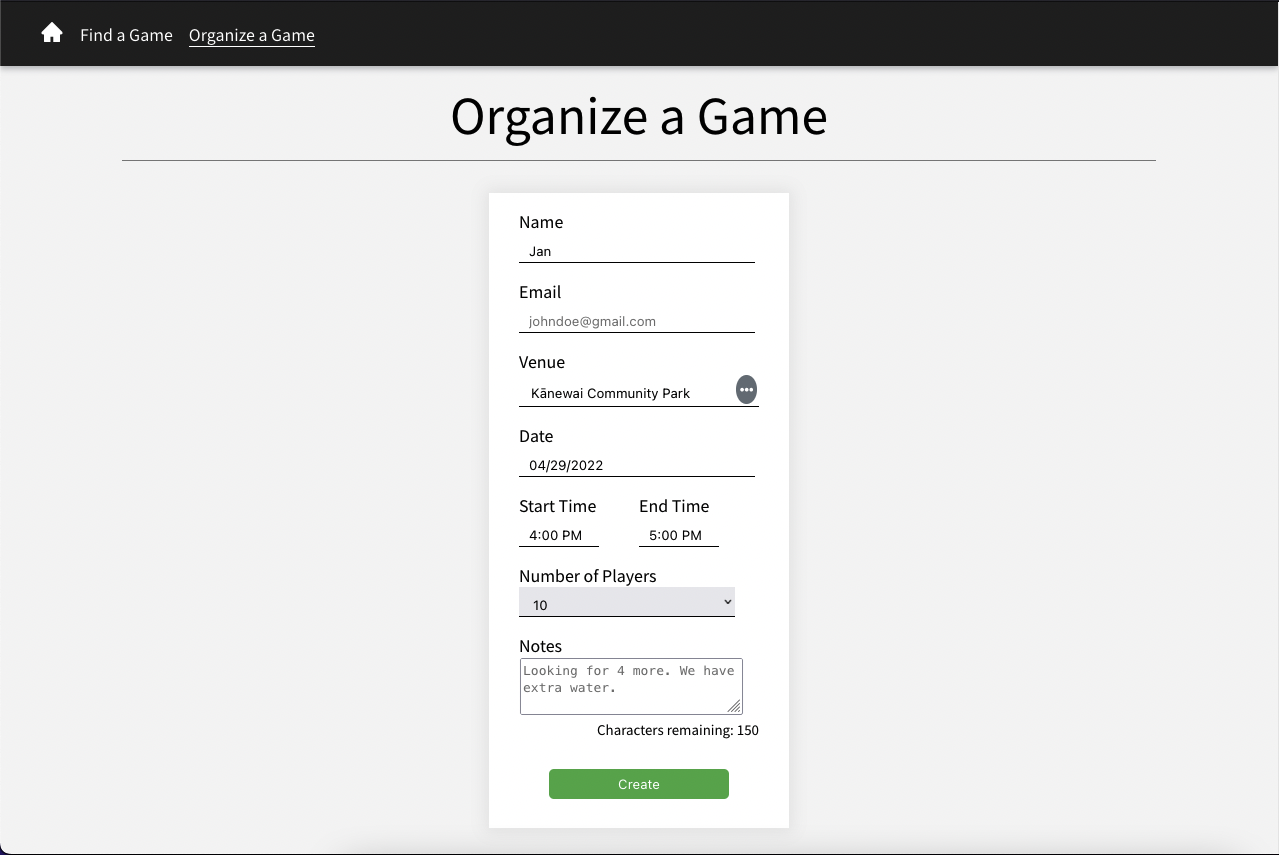 Find a Game Organize a Game
Organize a Game
Name
Jan
Email
johndoe@gmail.com
Venue
Kānewai Community Park
Date
04/29/2022
Start Time End Time
4:00 PM 5:00 PM
Number of Players
10
Notes
Looking for 4 more. We have
extra water.
Characters remaining: 150
Create